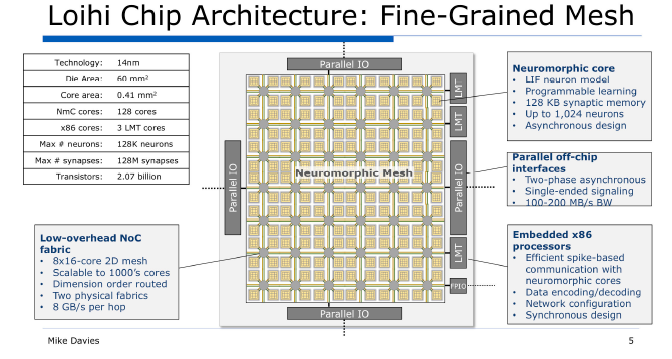 Loihi Chip Architecture: Fine-Grained Mesh
Technology: 14nm
Die Area: 60 mm²
Core area: 0.41 mm²
NmC cores: 128 cores
x86 cores: 3 LMT cores
Max # neurons: 128K neurons
Max # synapses: 128M synapses
Transistors: 2.07 billion
Low-overhead NoC
fabric
• 8x16-core 2D mesh
• Scalable to 1000's cores
• Dimension order routed
• Two physical fabrics
• 8 GB/s per hop
Parallel IO
Parallel IO
Neuromorphic Mesh
Parallel IO
Parallel IO
LMT
LMT
LMT
FPIO
Neuromorphic core
• LIF neuron model
• Programmable learning
• 128 KB synaptic memory
• Up to 1,024 neurons
• Asynchronous design
Parallel off-chip
interfaces
• Two-phase asynchronous
• Single-ended signaling
• 100-200 MB/s BW
Embedded x86
processors
• Efficient spike-based
communication with
neuromorphic cores
• Data encoding/decoding
• Network configuration
• Synchronous design
Mike Davies
5